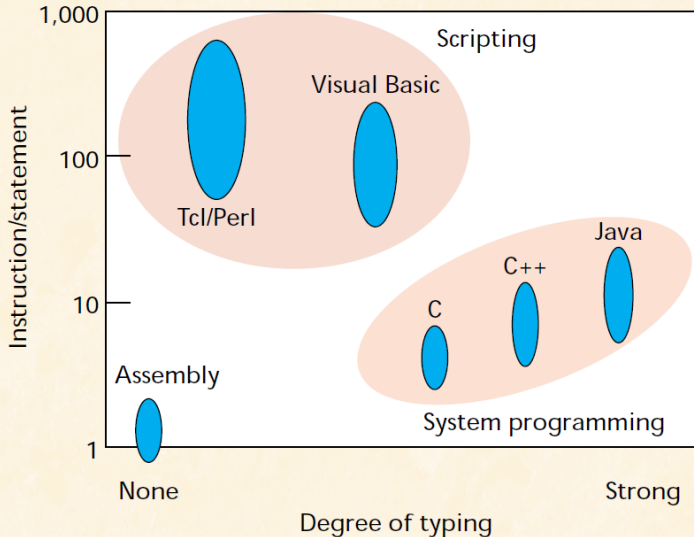 1,000
Scripting
Visual Basic
100
Tcl/Perl
Java
C++
10
C
Assembly
System programming
1
None
Strong
Degree of typing
Instruction/statement